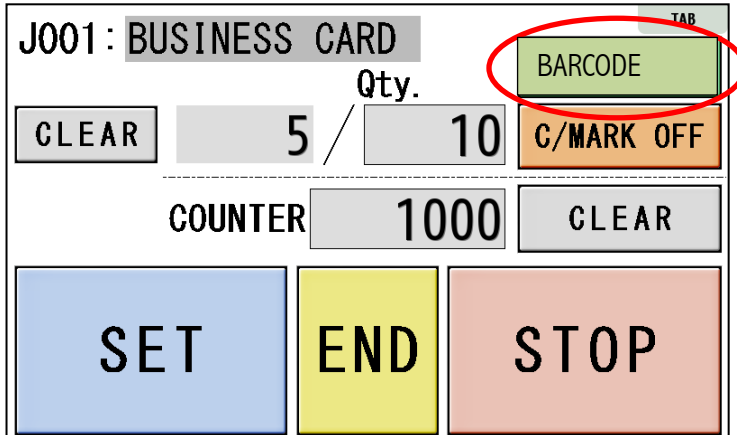 TAB
J001: BUSINESS CARD
BARCODE
Qty.
CLEAR 5 / 10 C/MARK OFF
COUNTER 1000 CLEAR
SET END STOP